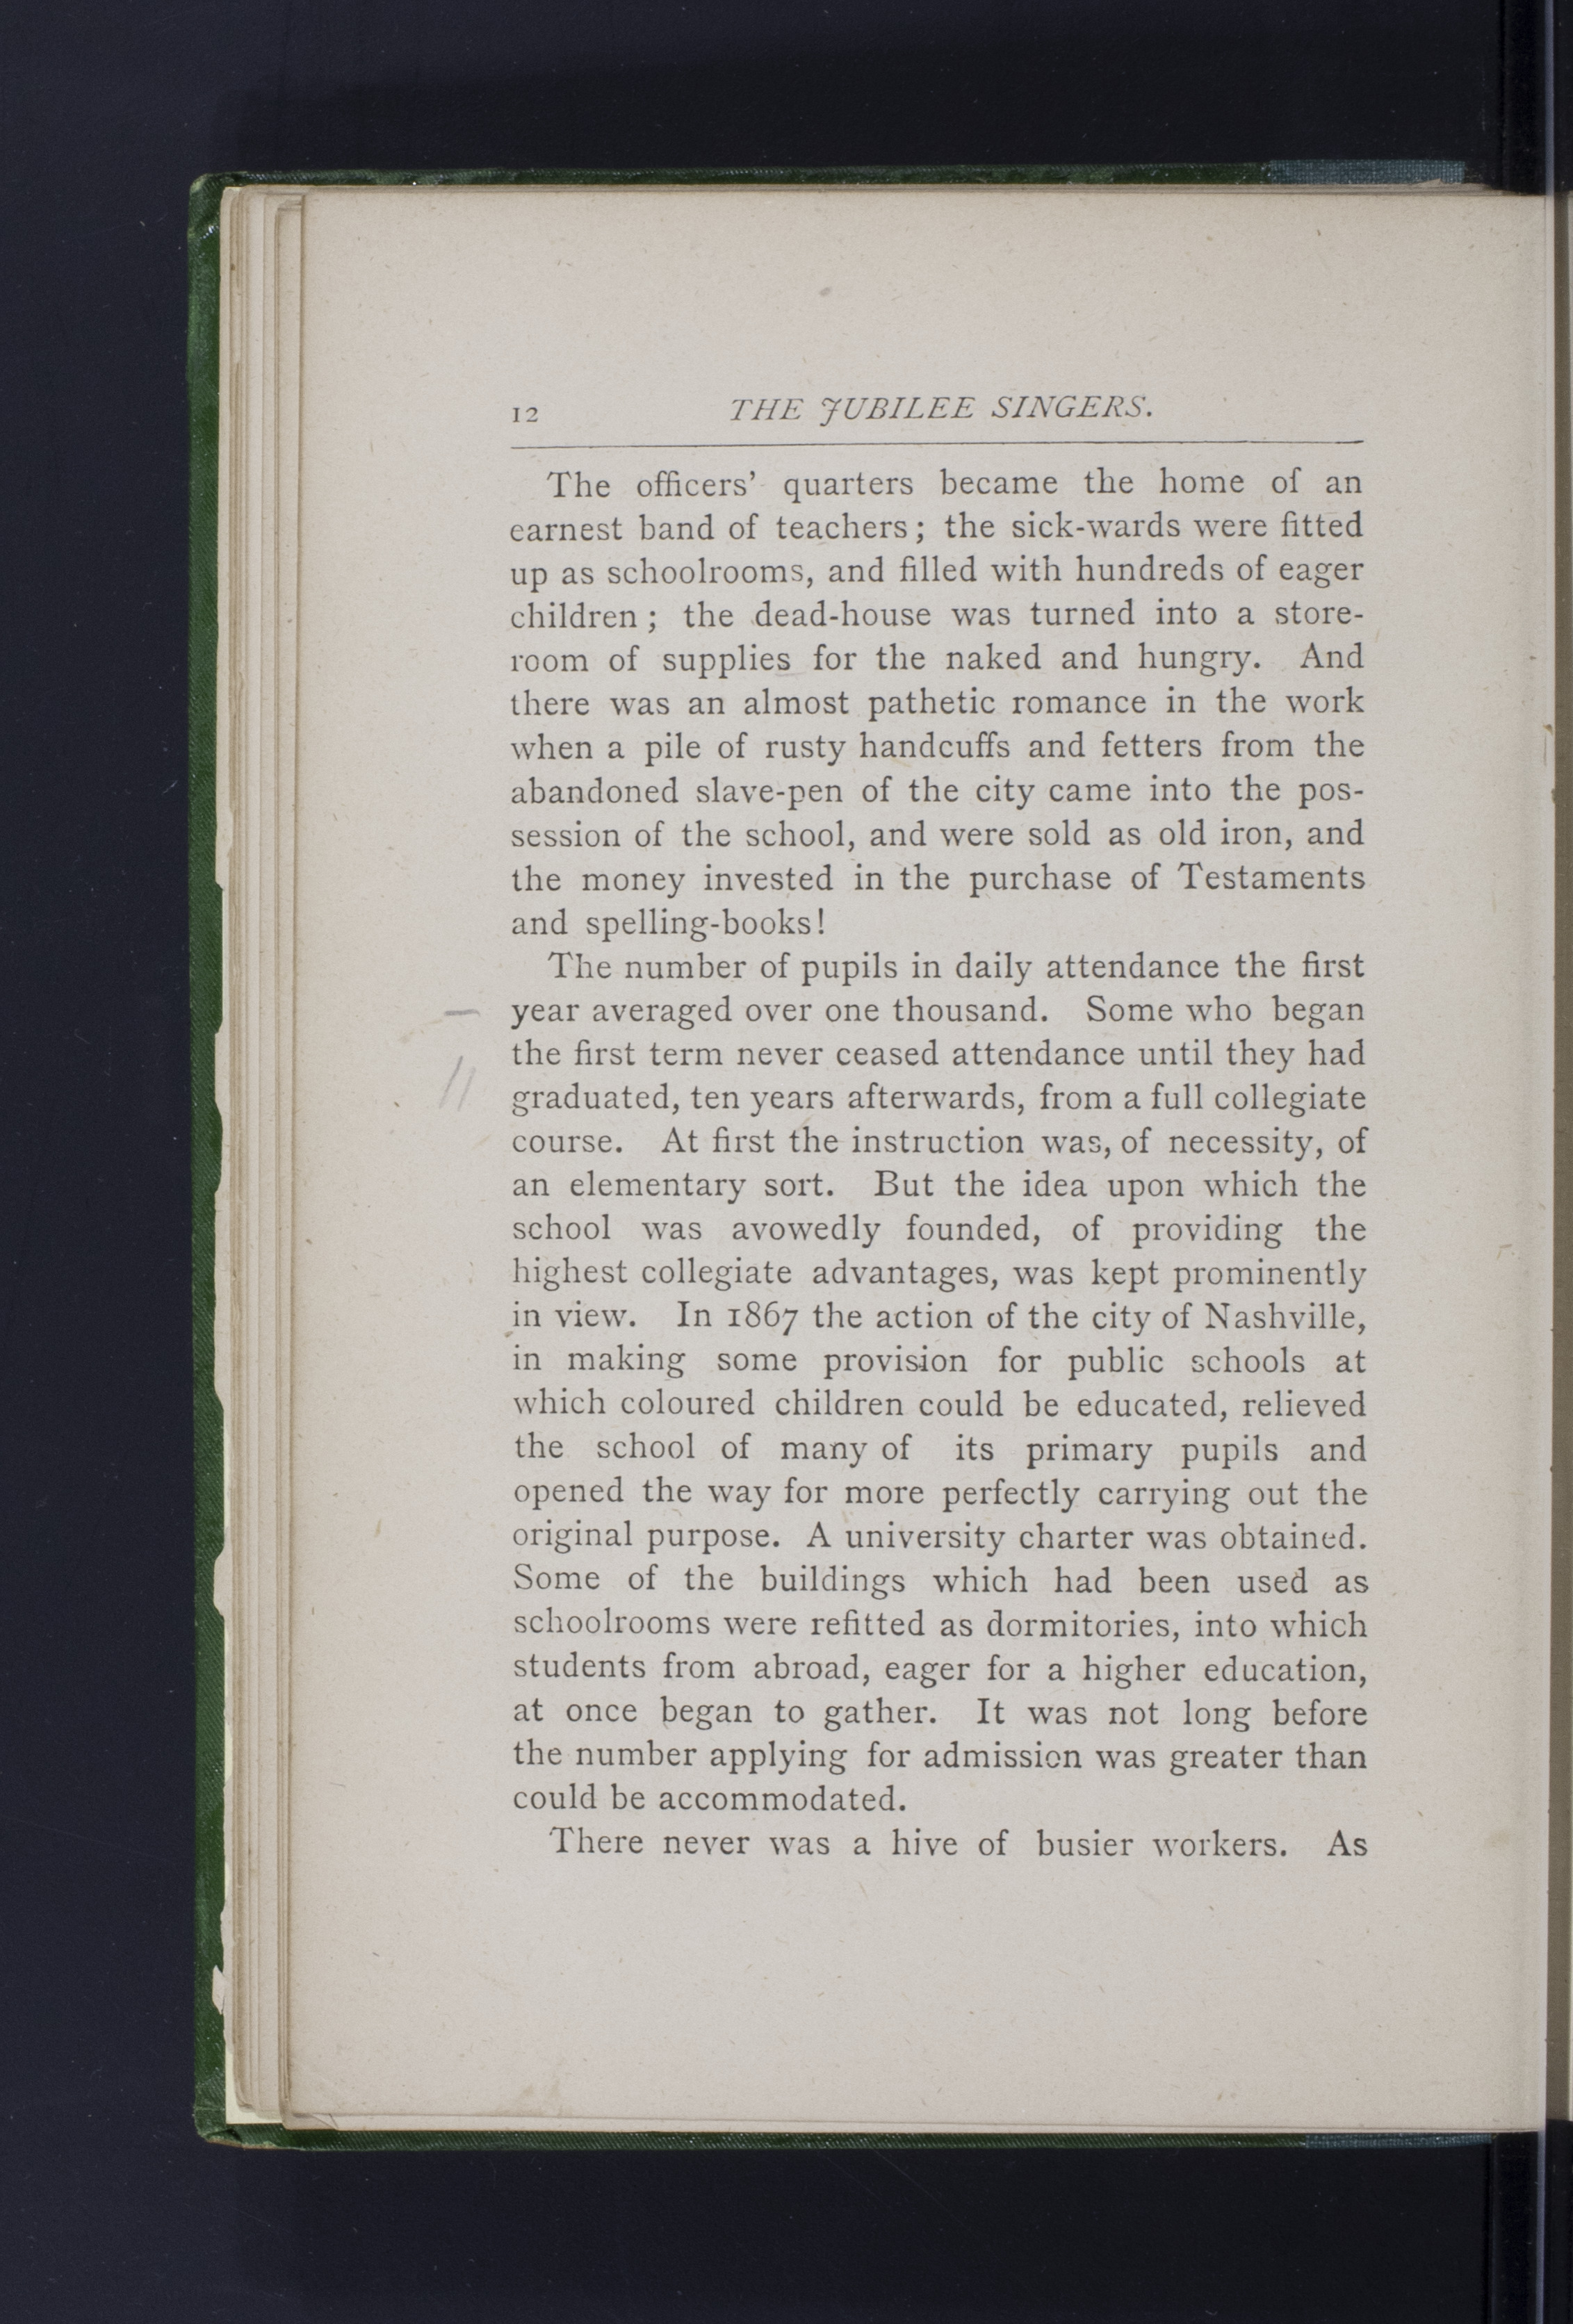 12 THE JUBILEE SINGERS.
The officers' quarters became the home of an
earnest band of teachers; the sick-wards were fitted
up as schoolrooms, and filled with hundreds of eager
children; the dead-house was turned into a store-
room of supplies for the naked and hungry. And
there was an almost pathetic romance in the work
when a pile of rusty handcuffs and fetters from the
abandoned slave-pen of the city came into the pos-
session of the school, and were sold as old iron, and
the money invested in the purchase of Testaments
and spelling-books!
The number of pupils in daily attendance the first
year averaged over one thousand. Some who began
the first term never ceased attendance until they had
graduated, ten years afterwards, from a full collegiate
course. At first the instruction was, of necessity, of
an elementary sort. But the idea upon which the
school was avowedly founded, of providing the
highest collegiate advantages, was kept prominently
in view. In 1867 the action of the city of Nashville,
in making some provision for public schools at
which coloured children could be educated, relieved
the school of many of its primary pupils and
opened the way for more perfectly carrying out the
original purpose. A university charter was obtained.
Some of the buildings which had been used as
schoolrooms were refitted as dormitories, into which
students from abroad, eager for a higher education,
at once began to gather. It was not long before
the number applying for admission was greater than
could be accommodated.
There never was a hive of busier workers. As